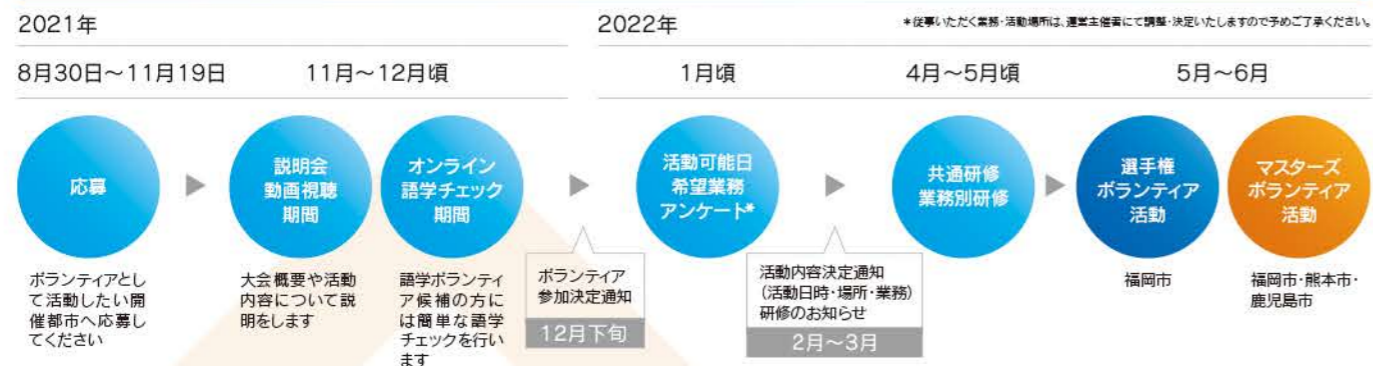 2021年
2022年
*従事いただく業務・活動場所は、運営主催者にて調整・決定いたしますので予めご了承ください。
8月30日〜11月19日
11月〜12月頃
1月頃
4月〜5月頃
5月〜6月
応募
説明会
動画視聴
期間
オンライン
語学チェック
期間
活動可能日
希望業務
アンケート*
共通研修
業務別研修
選手権
ボランティア
活動
マスターズ
ボランティア
活動
ボランティアとし
て活動したい開
催都市へ応募し
てください
大会概要や活動
内容について説
明をします
語学ボランティ
ア候補の方に
は簡単な語学
チェックを行い
ます
ボランティア
参加決定通知
12月下旬
活動内容決定通知
(活動日時・場所・業務)
研修のお知らせ
2月〜3月
福岡市
福岡市・熊本市・
鹿児島市